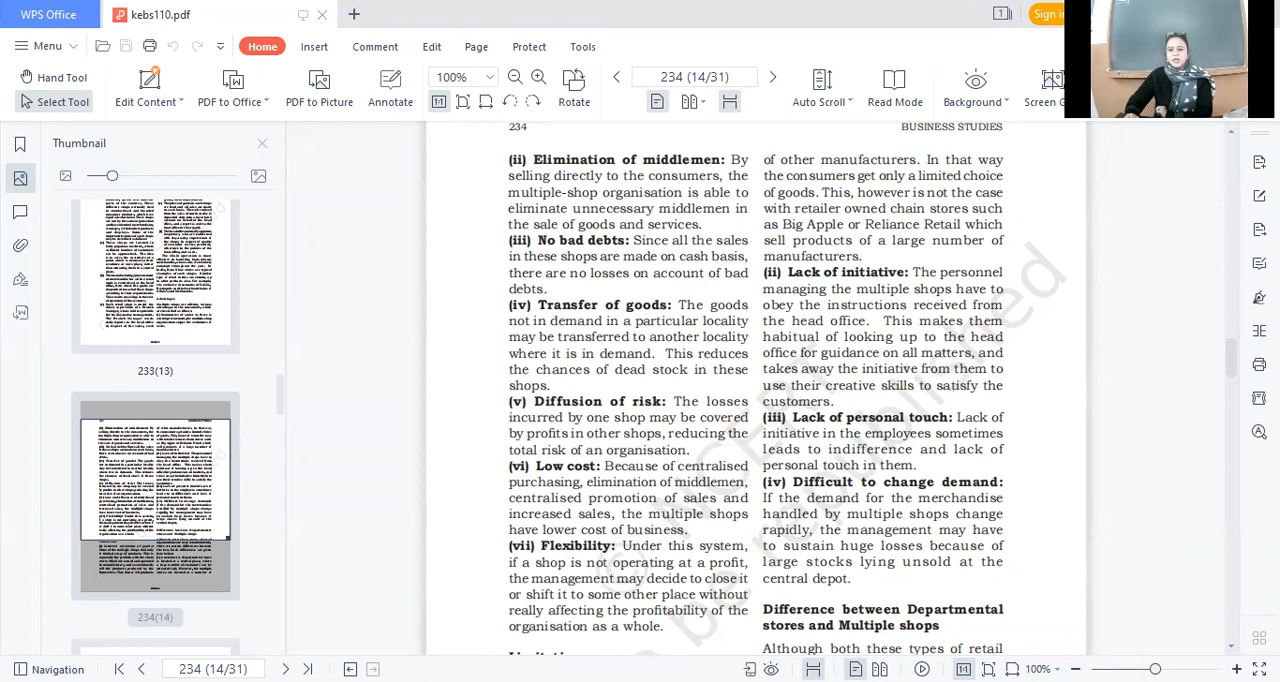 WPS Office
kebs110.pdf
1
Sign in
Menu
Home
Insert
Comment
Edit
Page
Protect
Tools
Hand Tool
Select Tool
Edit Content
PDF to Office
PDF to Picture
Annotate
100%
234 (14/31)
Rotate
Auto Scroll
Read Mode
Background
Screen G
Thumbnail
233(13)
234(14)
234
BUSINESS STUDIES
(ii) Elimination of middlemen: By
selling directly to the consumers, the
multiple-shop organisation is able to
eliminate unnecessary middlemen in
the sale of goods and services.
(iii) No bad debts: Since all the sales
in these shops are made on cash basis,
there are no losses on account of bad
debts.
(iv) Transfer of goods: The goods
not in demand in a particular locality
may be transferred to another locality
where it is in demand. This reduces
the chances of dead stock in these
shops.
(v) Diffusion of risk: The losses
incurred by one shop may be covered
by profits in other shops, reducing the
total risk of an organisation.
(vi) Low cost: Because of centralised
purchasing, elimination of middlemen,
centralised promotion of sales and
increased sales, the multiple shops
have lower cost of business.
(vii) Flexibility: Under this system,
if a shop is not operating at a profit,
the management may decide to close it
or shift it to some other place without
really affecting the profitability of the
organisation as a whole.
of other manufacturers. In that way
the consumers get only a limited choice
of goods. This, however is not the case
with retailer owned chain stores such
as Big Apple or Reliance Retail which
sell products of a large number of
manufacturers.
(ii) Lack of initiative: The personnel
managing the multiple shops have to
obey the instructions received from
the head office. This makes them
habitual of looking up to the head
office for guidance on all matters, and
takes away the initiative from them to
use their creative skills to satisfy the
customers.
(iii) Lack of personal touch: Lack of
initiative in the employees sometimes
leads to indifference and lack of
personal touch in them.
(iv) Difficult to change demand:
If the demand for the merchandise
handled by multiple shops change
rapidly, the management may have
to sustain huge losses because of
large stocks lying unsold at the
central depot.
Difference between Departmental
stores and Multiple shops
Although both these types of retail
© NCERT
be republished
Navigation
234 (14/31)
100%